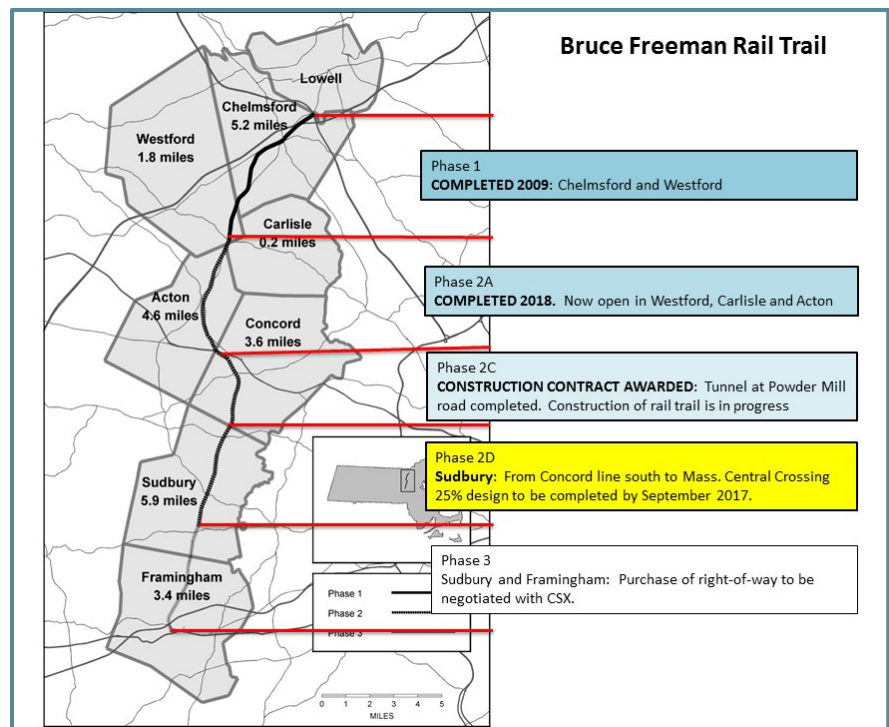 Bruce Freeman Rail Trail
Lowell
Chelmsford
5.2 miles
Westford
1.8 miles
Phase 1
COMPLETED 2009: Chelmsford and Westford
Carlisle
0.2 miles
Phase 2A
COMPLETED 2018. Now open in Westford, Carlisle and Acton
Acton
4.6 miles
Concord
3.6 miles
Phase 2C
CONSTRUCTION CONTRACT AWARDED: Tunnel at Powder Mill
road completed. Construction of rail trail is in progress
Phase 2D
Sudbury: From Concord line south to Mass. Central Crossing
25% design to be completed by September 2017.
Sudbury
5.9 miles
Phase 3
Sudbury and Framingham: Purchase of right-of-way to be
negotiated with CSX.
Framingham
3.4 miles
Phase 1
Phase 2
Phase 3
0 1 2 3 4 5
MILES